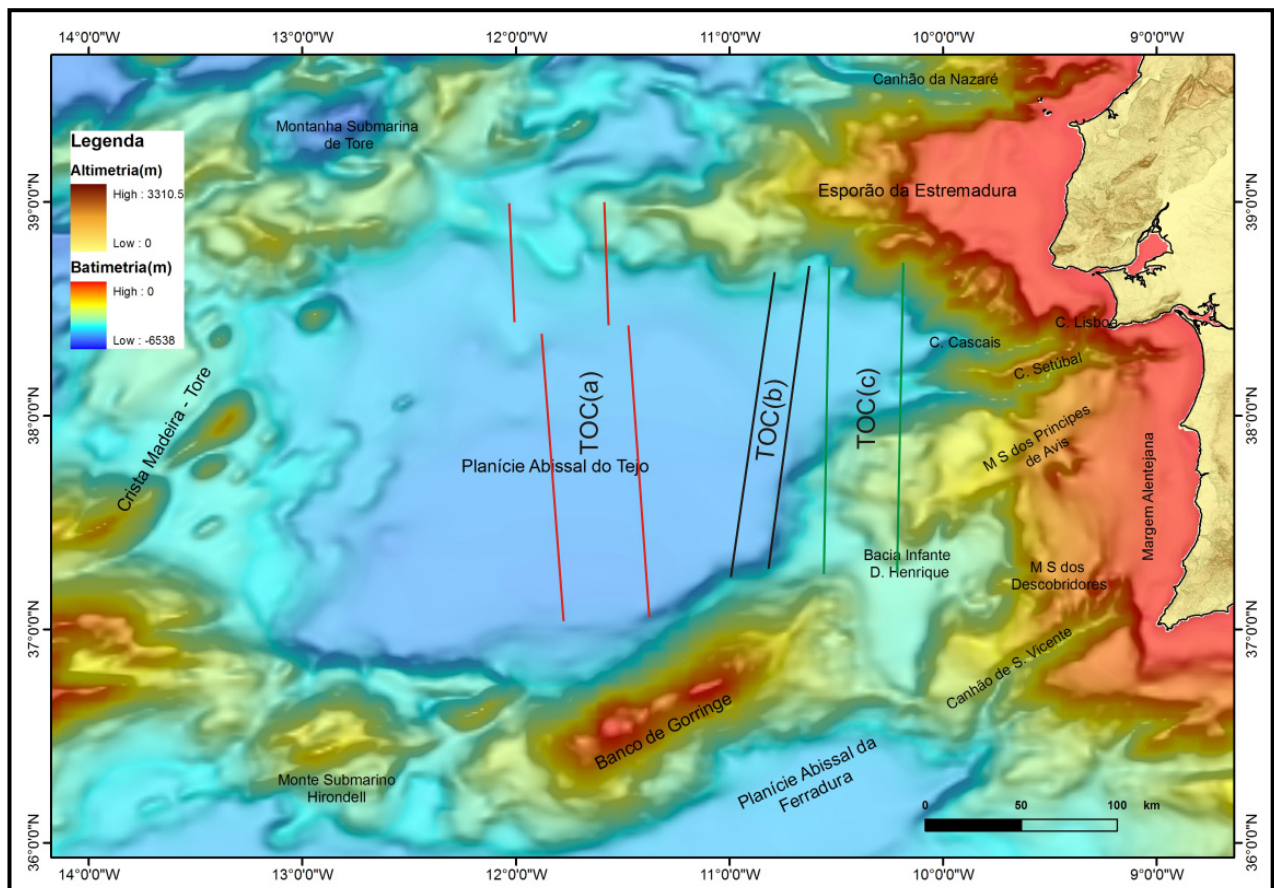 14°0'0"W
13°0'0"W
12°0'0"W
11°0'0"W
10°0'0"W
9°0'0"W
Canhão da Nazaré
Montanha Submarina
de Tore
Legenda
Altimetria(m)
High : 3310.5
Low : 0
Batimetria(m)
High : 0
Low : -6538
39°0'0"N
39°0'0"N
Esporão da Estremadura
C. Lisboa
C. Cascais
C. Setúbal
38°0'0"N
38°0'0"N
Crista Madeira - Tore
TOC(a)
TOC(b)
TOC(c)
M S dos Principes
de Avis
Planície Abissal do Tejo
Margem Alentejana
Bacia Infante
D. Henrique
M S dos
Descobridores
37°0'0"N
37°0'0"N
Canhão de S. Vicente
Banco de Gorringe
Monte Submarino
Hirondell
Planície Abissal da
Ferradura
0 50 100 km
36°0'0"N
36°0'0"N
14°0'0"W
13°0'0"W
12°0'0"W
11°0'0"W
10°0'0"W
9°0'0"W